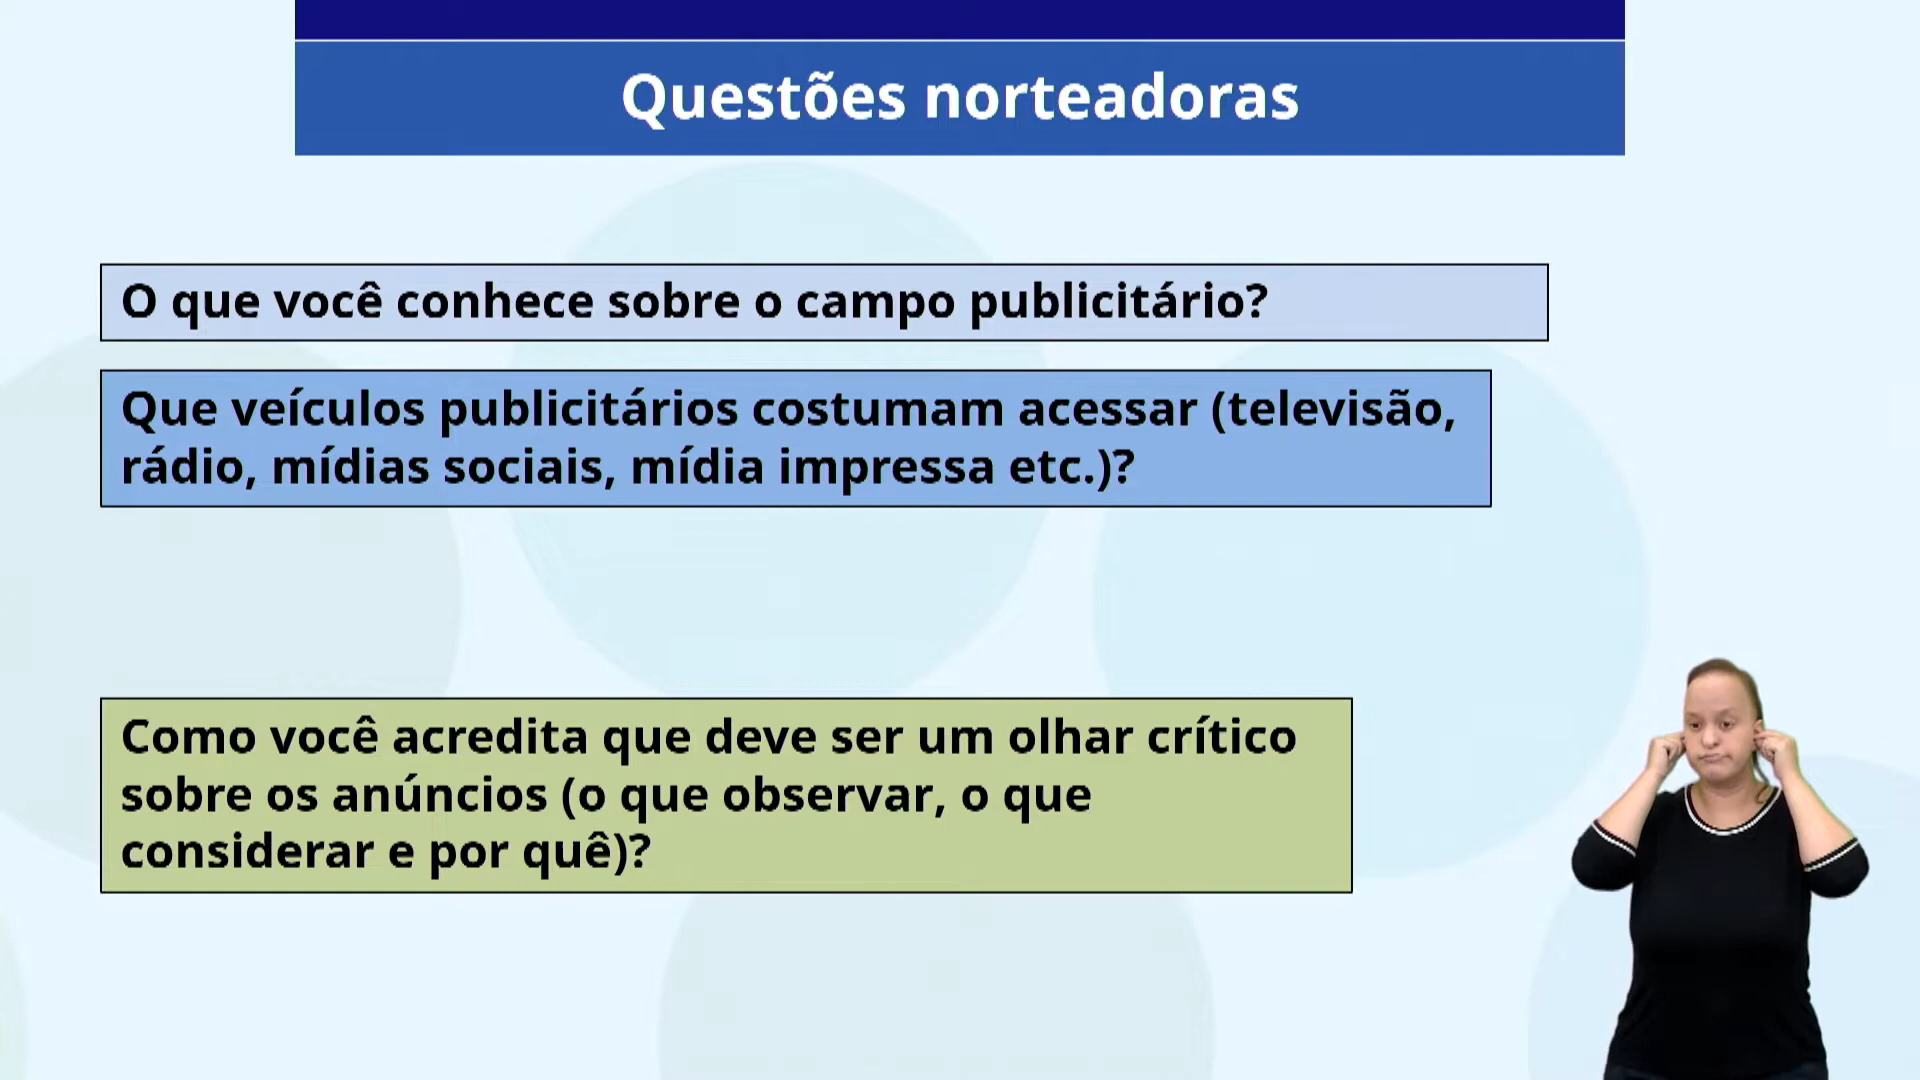 Questões norteadoras
O que você conhece sobre o campo publicitário?
Que veículos publicitários costumam acessar (televisão,
rádio, mídias sociais, mídia impressa etc.)?
Como você acredita que deve ser um olhar crítico
sobre os anúncios (o que observar, o que
considerar e por quê)?